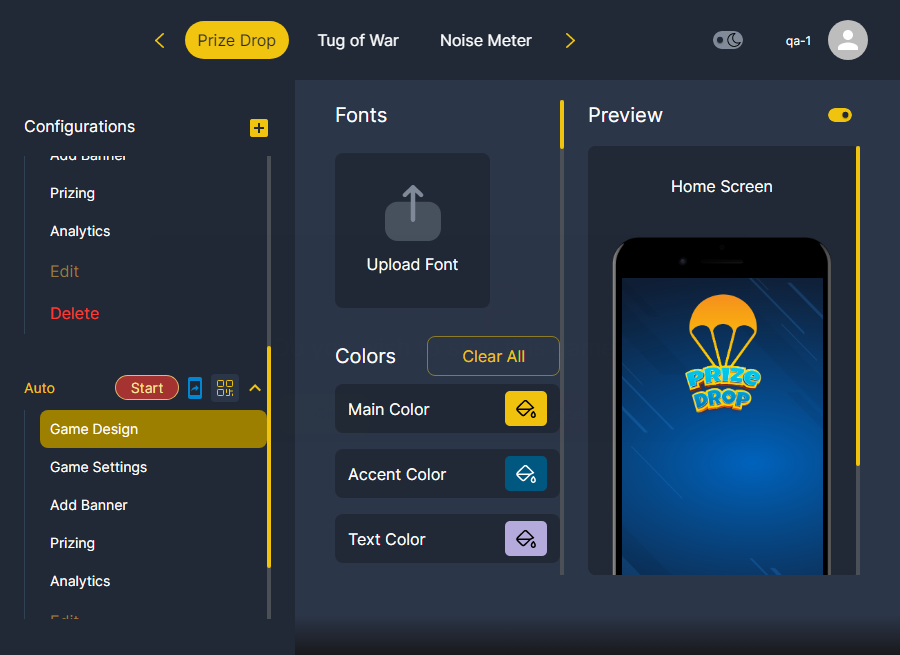 Prize Drop
Tug of War
Noise Meter
qa-1
Configurations
Add Banner
Prizing
Analytics
Edit
Delete
Auto
Start
Game Design
Game Settings
Add Banner
Prizing
Analytics
Edit
Fonts
Upload Font
Colors
Clear All
Main Color
Accent Color
Text Color
Preview
Home Screen
PRIZE
DROP